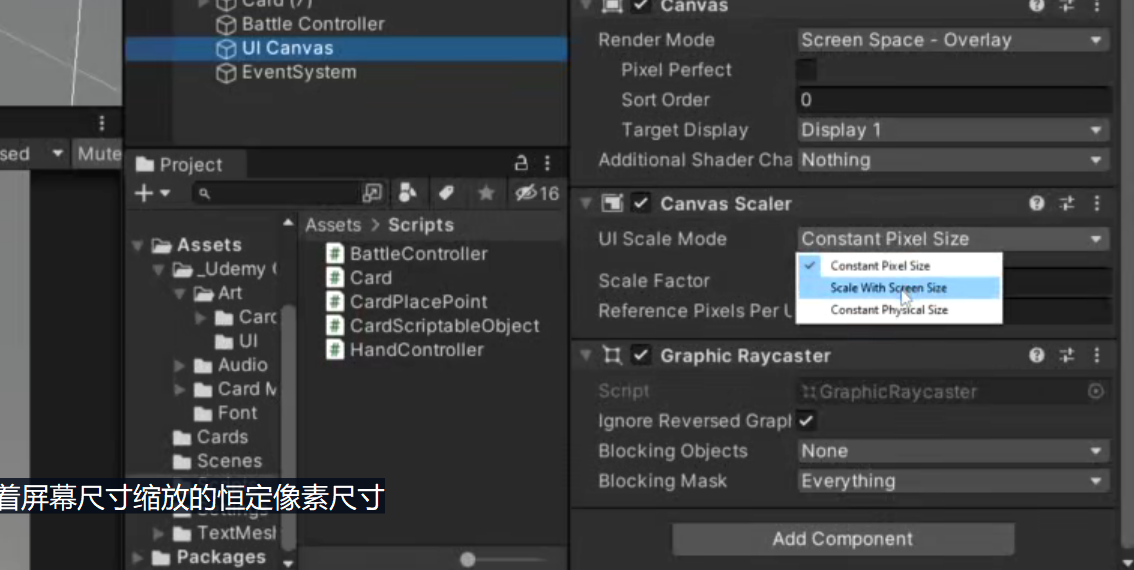 Card (7)
Battle Controller
UI Canvas
EventSystem
sed
Mute
Project
16
Assets > Scripts
Assets
_Udemy
Art
Card
UI
Audio
Card M
Font
Cards
Scenes
TextMesh
Packages
BattleController
Card
CardPlacePoint
CardScriptableObject
HandController
着屏幕尺寸缩放的恒定像素尺寸
Canvas
Render Mode Screen Space - Overlay
Pixel Perfect
Sort Order 0
Target Display Display 1
Additional Shader Cha Nothing
Canvas Scaler
UI Scale Mode Constant Pixel Size
Constant Pixel Size
Scale With Screen Size
Constant Physical Size
Scale Factor
Reference Pixels Per U
Graphic Raycaster
Script GraphicRaycaster
Ignore Reversed Graph
Blocking Objects None
Blocking Mask Everything
Add Component